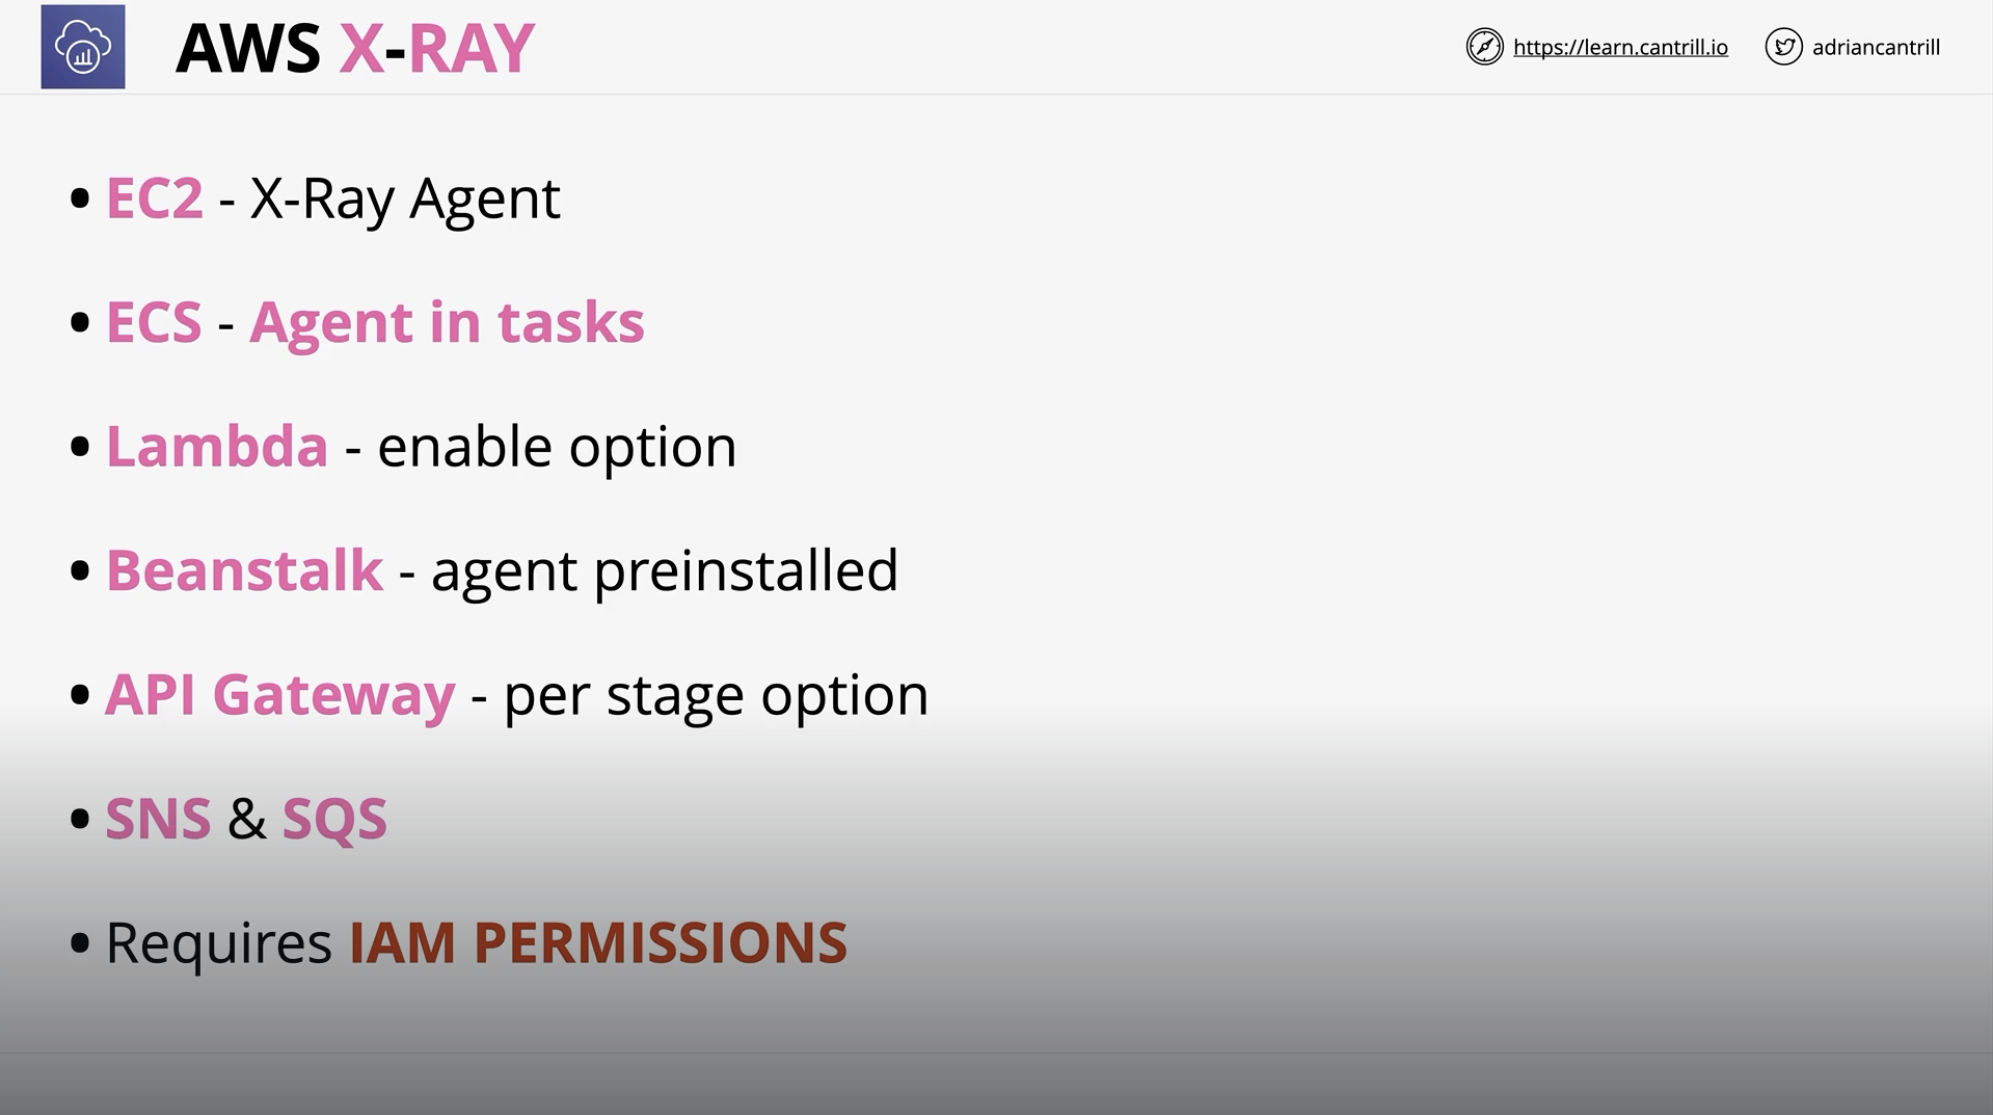 AWS X-RAY
https://learn.cantrill.io
adriancantrill
• EC2 - X-Ray Agent
• ECS - Agent in tasks
• Lambda - enable option
• Beanstalk - agent preinstalled
• API Gateway - per stage option
• SNS & SQS
• Requires IAM PERMISSIONS